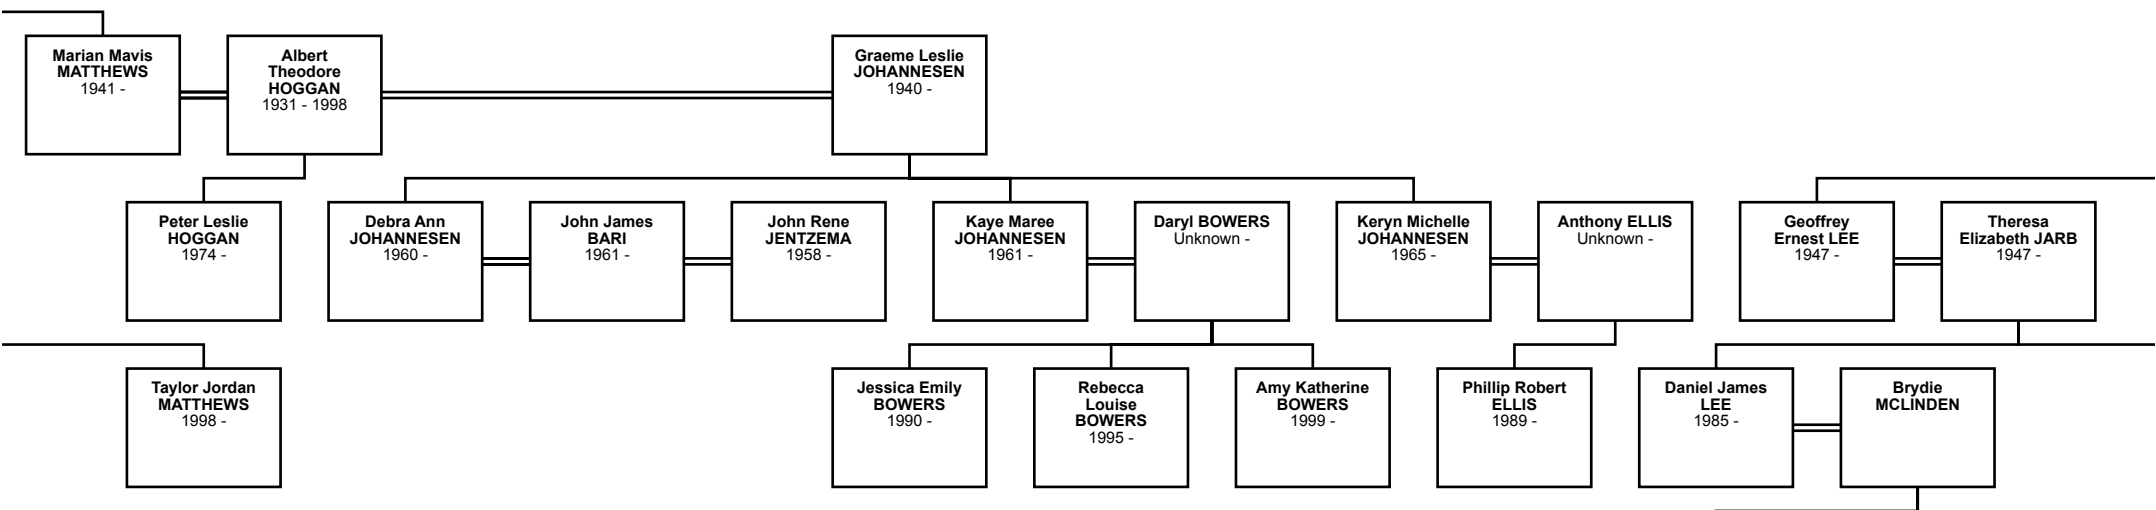 Marian Mavis
MATTHEWS
1941 -
Albert
Theodore
HOGGAN
1931 - 1998
Graeme Leslie
JOHANNESEN
1940 -
Peter Leslie
HOGGAN
1974 -
Debra Ann
JOHANNESEN
1960 -
John James
BARI
1961 -
John Rene
JENTZEMA
1958 -
Kaye Maree
JOHANNESEN
1961 -
Daryl BOWERS
Unknown -
Keryn Michelle
JOHANNESEN
1965 -
Anthony ELLIS
Unknown -
Geoffrey
Ernest LEE
1947 -
Theresa
Elizabeth JARB
1947 -
Taylor Jordan
MATTHEWS
1998 -
Jessica Emily
BOWERS
1990 -
Rebecca
Louise
BOWERS
1995 -
Amy Katherine
BOWERS
1999 -
Phillip Robert
ELLIS
1989 -
Daniel James
LEE
1985 -
Brydie
MCLINDEN